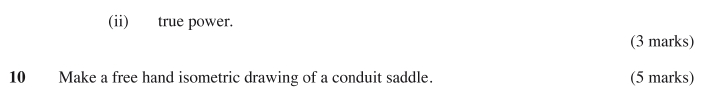 (ii) true power.
(3 marks)
10 Make a free hand isometric drawing of a conduit saddle. (5 marks)